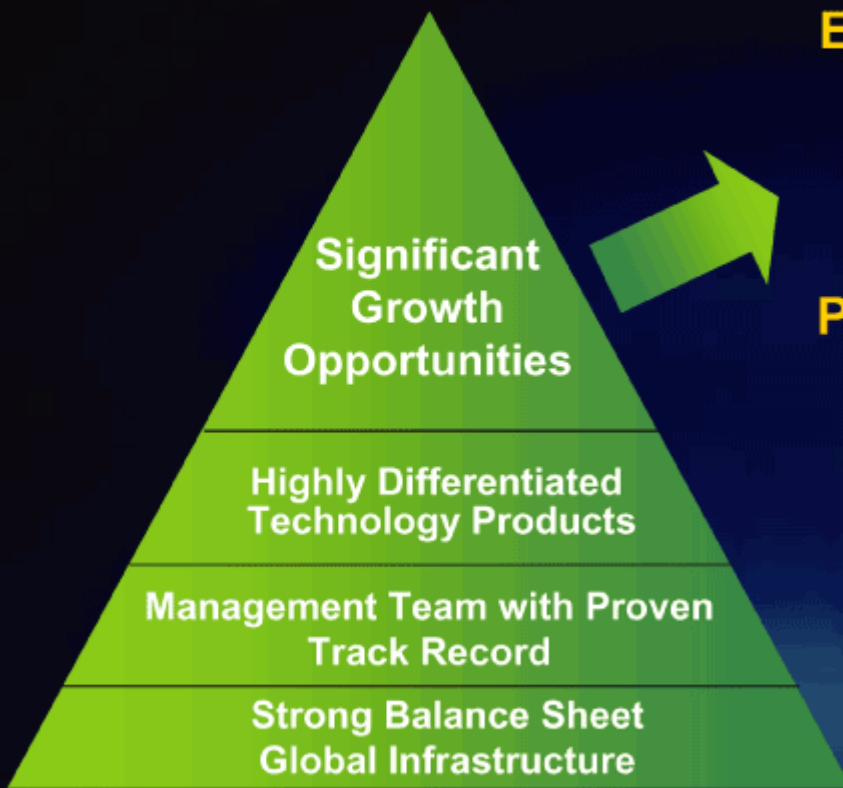 Significant
Growth
Opportunities
Highly Differentiated
Technology Products
Management Team with Proven
Track Record
Strong Balance Sheet
Global Infrastructure